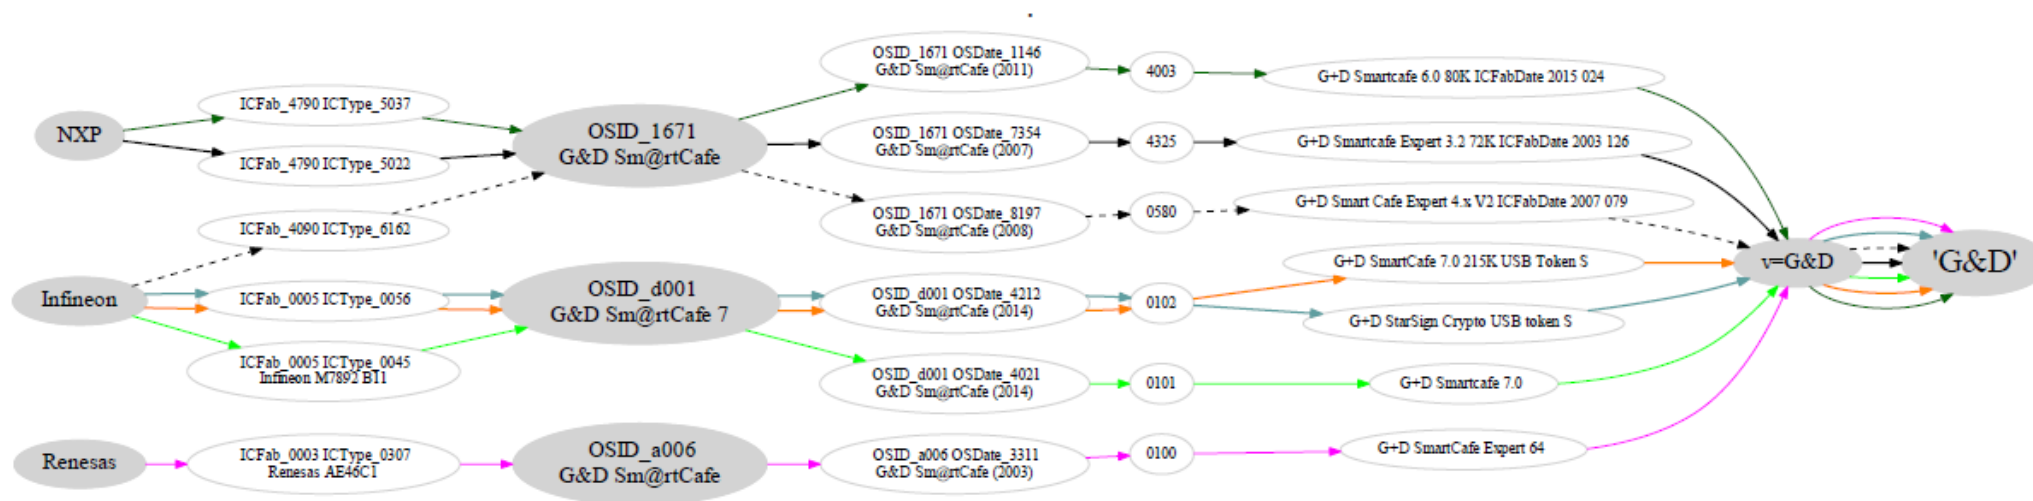 OSID_1671 OSDate_1146
G&D Sm@rtCafe (2011)
4003
G+D Smartcafe 6.0 80K ICFabDate 2015 024
ICFab_4790 ICType_5037
NXP
OSID_1671
G&D Sm@rtCafe
OSID_1671 OSDate_7354
G&D Sm@rtCafe (2007)
4325
G+D Smartcafe Expert 3.2 72K ICFabDate 2003 126
ICFab_4790 ICType_5022
OSID_1671 OSDate_8197
G&D Sm@rtCafe (2008)
0580
G+D Smart Cafe Expert 4.x V2 ICFabDate 2007 079
ICFab_4090 ICType_6162
G+D SmartCafe 7.0 215K USB Token S
v=G&D
'G&D'
Infineon
ICFab_0005 ICType_0056
OSID_d001
G&D Sm@rtCafe 7
OSID_d001 OSDate_4212
G&D Sm@rtCafe (2014)
0102
G+D StarSign Crypto USB token S
ICFab_0005 ICType_0045
Infineon M7892 B11
OSID_d001 OSDate_4021
G&D Sm@rtCafe (2014)
0101
G+D Smartcafe 7.0
Renesas
ICFab_0003 ICType_0307
Renesas AE46C1
OSID_a006
G&D Sm@rtCafe
OSID_a006 OSDate_3311
G&D Sm@rtCafe (2003)
0100
G+D SmartCafe Expert 64